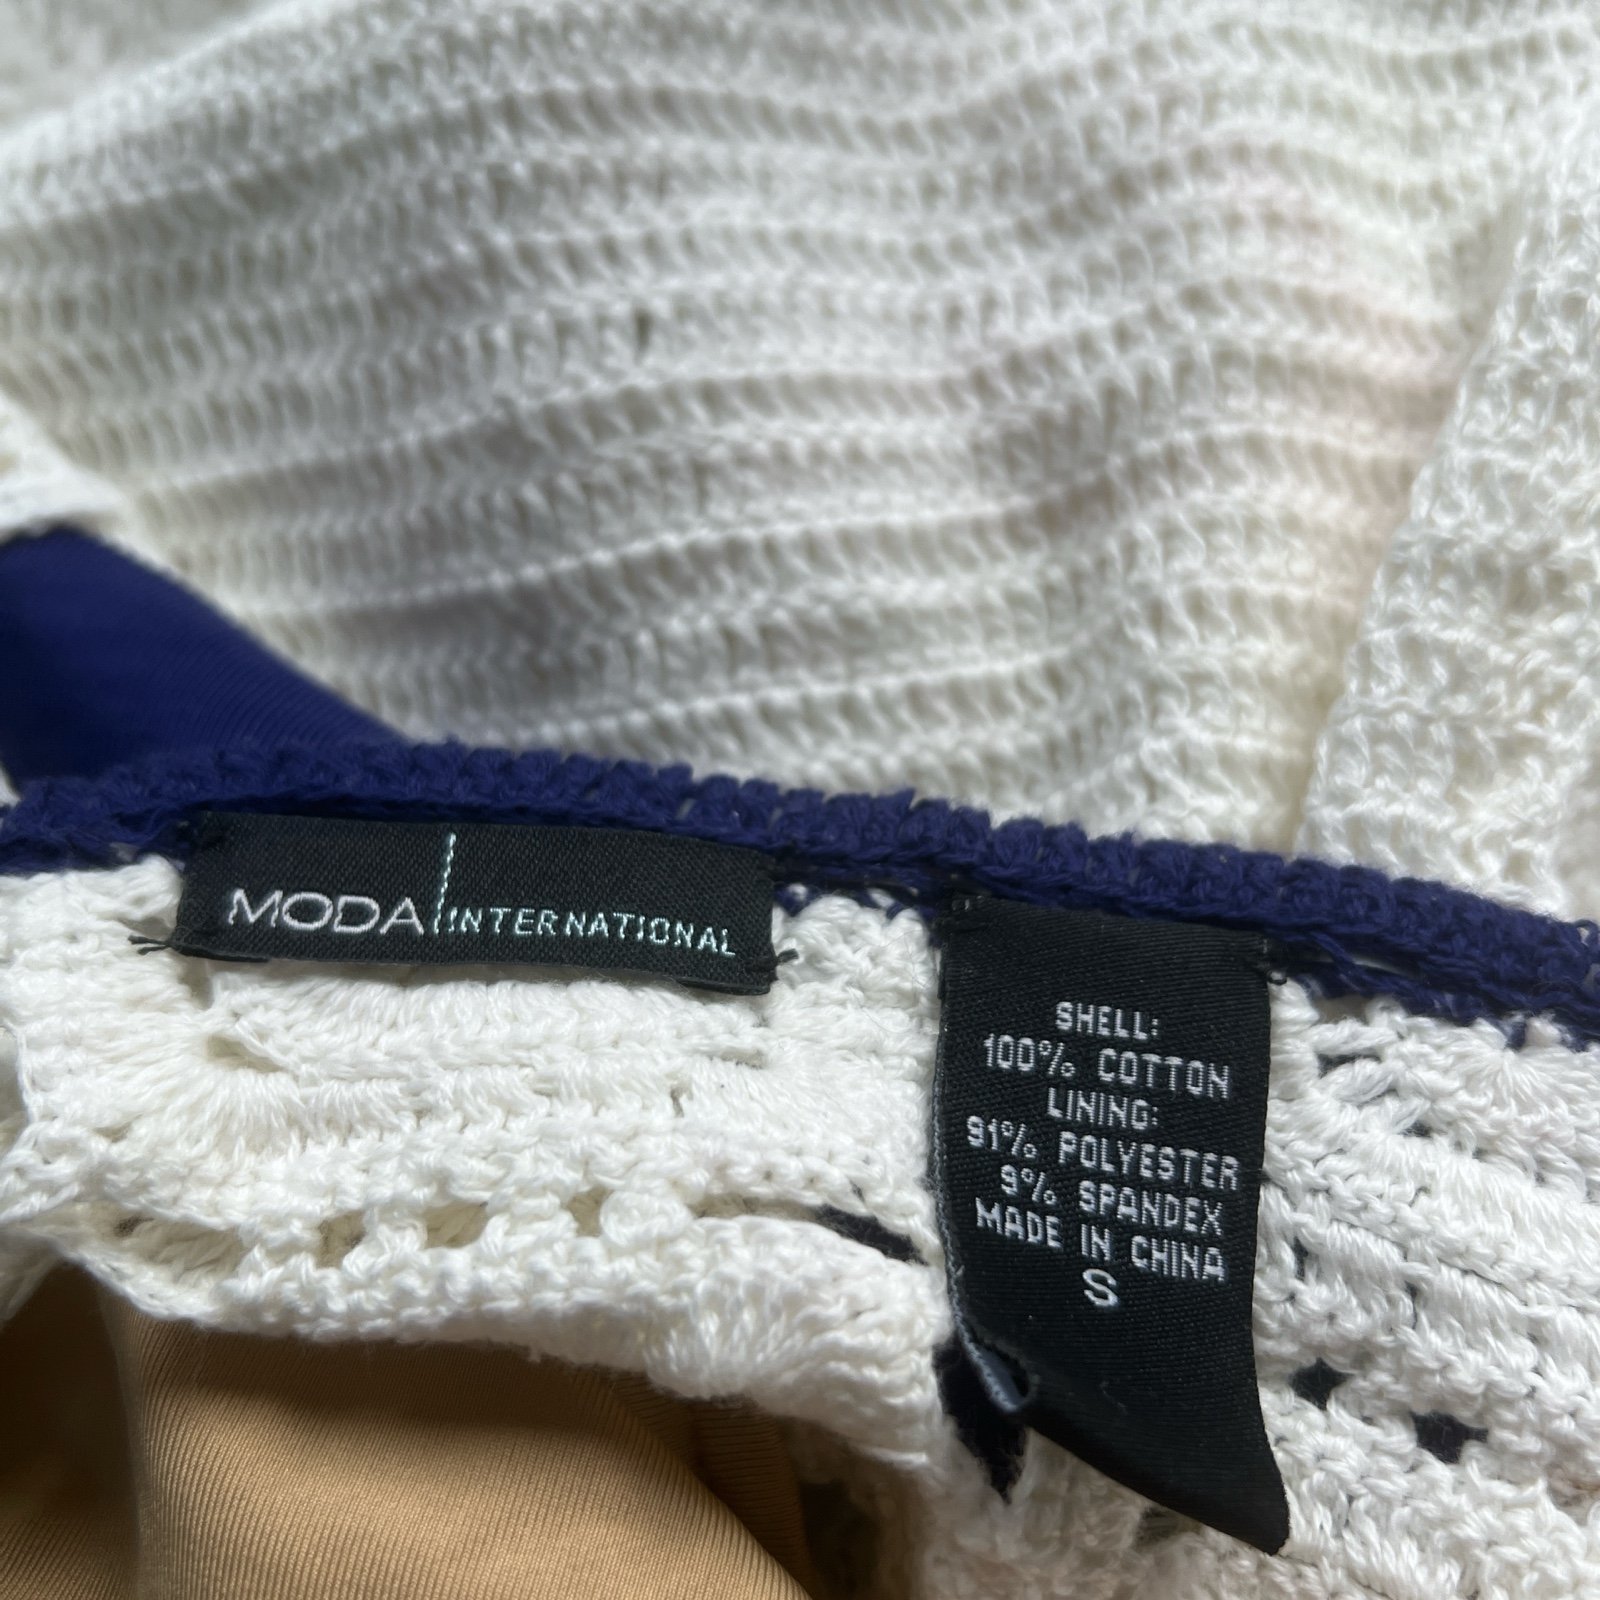 MODA INTERNATIONAL
SHELL:
100% COTTON
LINING:
91% POLYESTER
9% SPANDEX
MADE IN CHINA
S